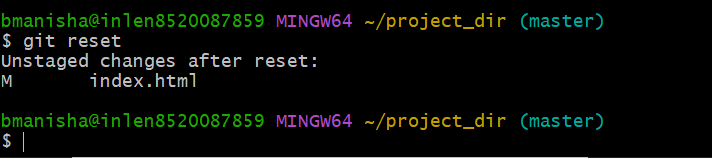 bmanisha@inlen8520087859 MINGW64 ~/project_dir (master)
$ git reset
Unstaged changes after reset:
M       index.html
bmanisha@inlen8520087859 MINGW64 ~/project_dir (master)
$